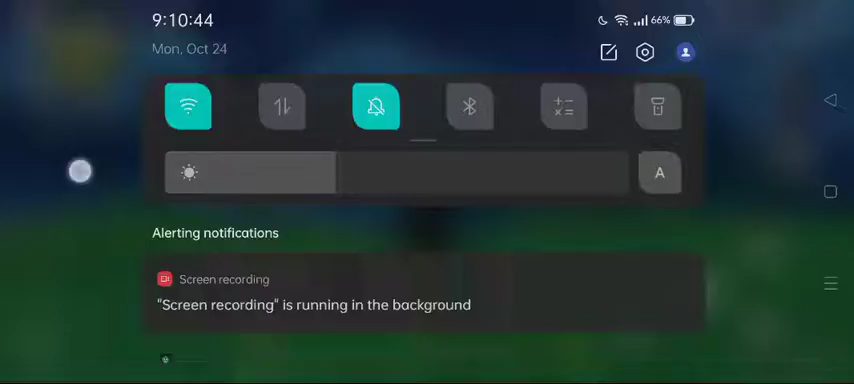 9:10:44
66%
Mon, Oct 24
A
Alerting notifications
Screen recording
"Screen recording" is running in the background